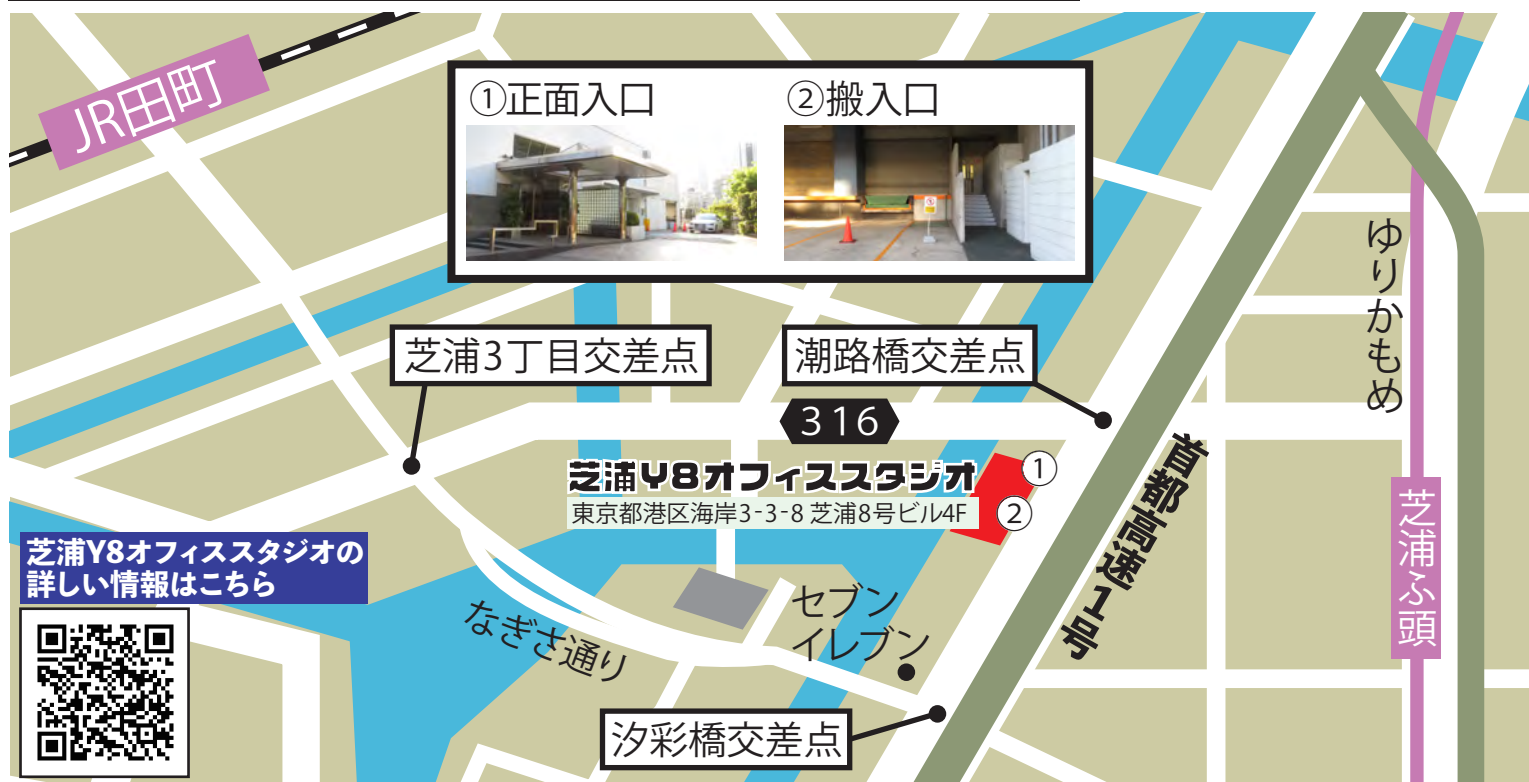 JR田町
①正面入口
②搬入口
ゆりかもめ
芝浦3丁目交差点
潮路橋交差点
316
芝浦Y8オフィススタジオ
東京都港区海岸3-3-8 芝浦8号ビル4F
①
②
首都高速1号
芝浦ふ頭
芝浦Y8オフィススタジオの
詳しい情報はこちら
なぎさ通り
セブン
イレブン
汐彩橋交差点